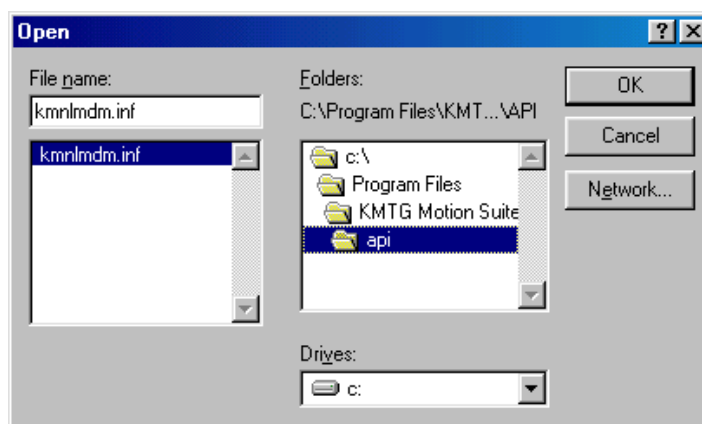 Open
File name:
kmnlmdm.inf
kmnlmdm.inf
Folders:
C:\Program Files\KMT...\API
c:\
Program Files
KMTG Motion Suite
api
Drives:
c:
OK
Cancel
Network...